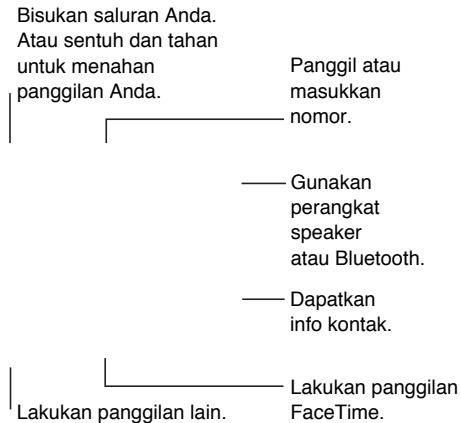 Bisukan saluran Anda.
Atau sentuh dan tahan
untuk menahan
panggilan Anda.
Panggil atau
masukkan
nomor.
Gunakan
perangkat
speaker
atau Bluetooth.
Dapatkan
info kontak.
Lakukan panggilan
FaceTime.
Lakukan panggilan lain.